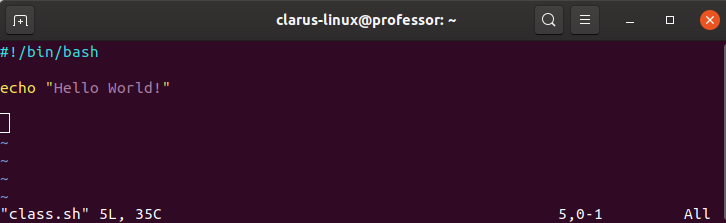 clarus-linux@professor: ~
#!/bin/bash
echo "Hello World!"
~
~
~
~
"class.sh" 5L, 35C 5,0-1 All